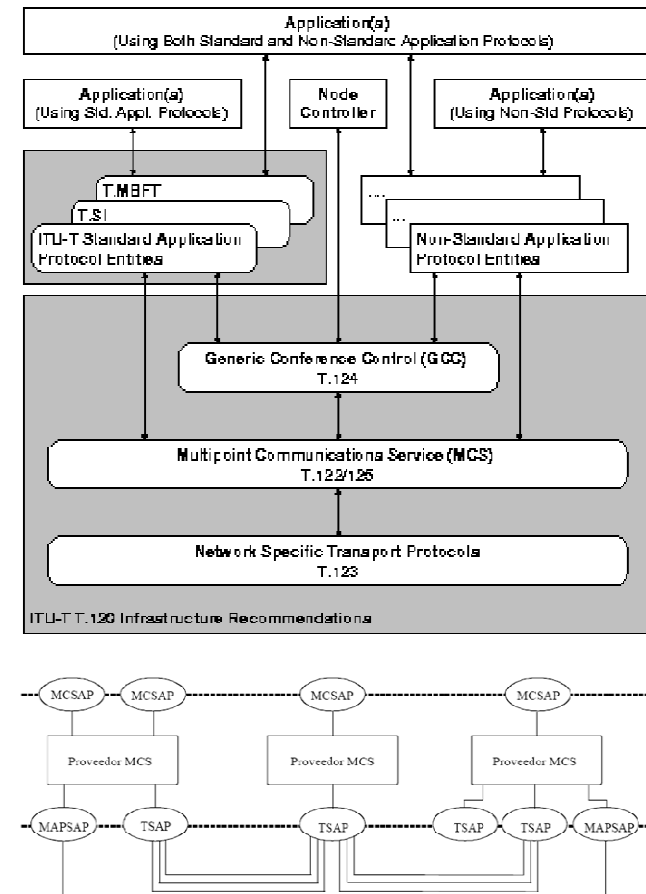 Application(s)
(Using Both Standard and Non-Standard Application Protocols)
Application(s)
(Using Std. Appl. Protocols)
Node
Controller
Application(s)
(Using Non-Std Protocols)
T.MBFT
T.SI
ITU-T Standard Application
Protocol Entities
....
...
Non-Standard Application
Protocol Entities
Generic Conference Control (GCC)
T.124
Multipoint Communications Service (MCS)
T.122/125
Network Specific Transport Protocols
T.123
ITU-T T.120 Infrastructure Recommendations
MCSAP MCSAP MCSAP MCSAP
Proveedor MCS Proveedor MCS Proveedor MCS
MAPSAP TSAP TSAP TSAP TSAP MAPSAP